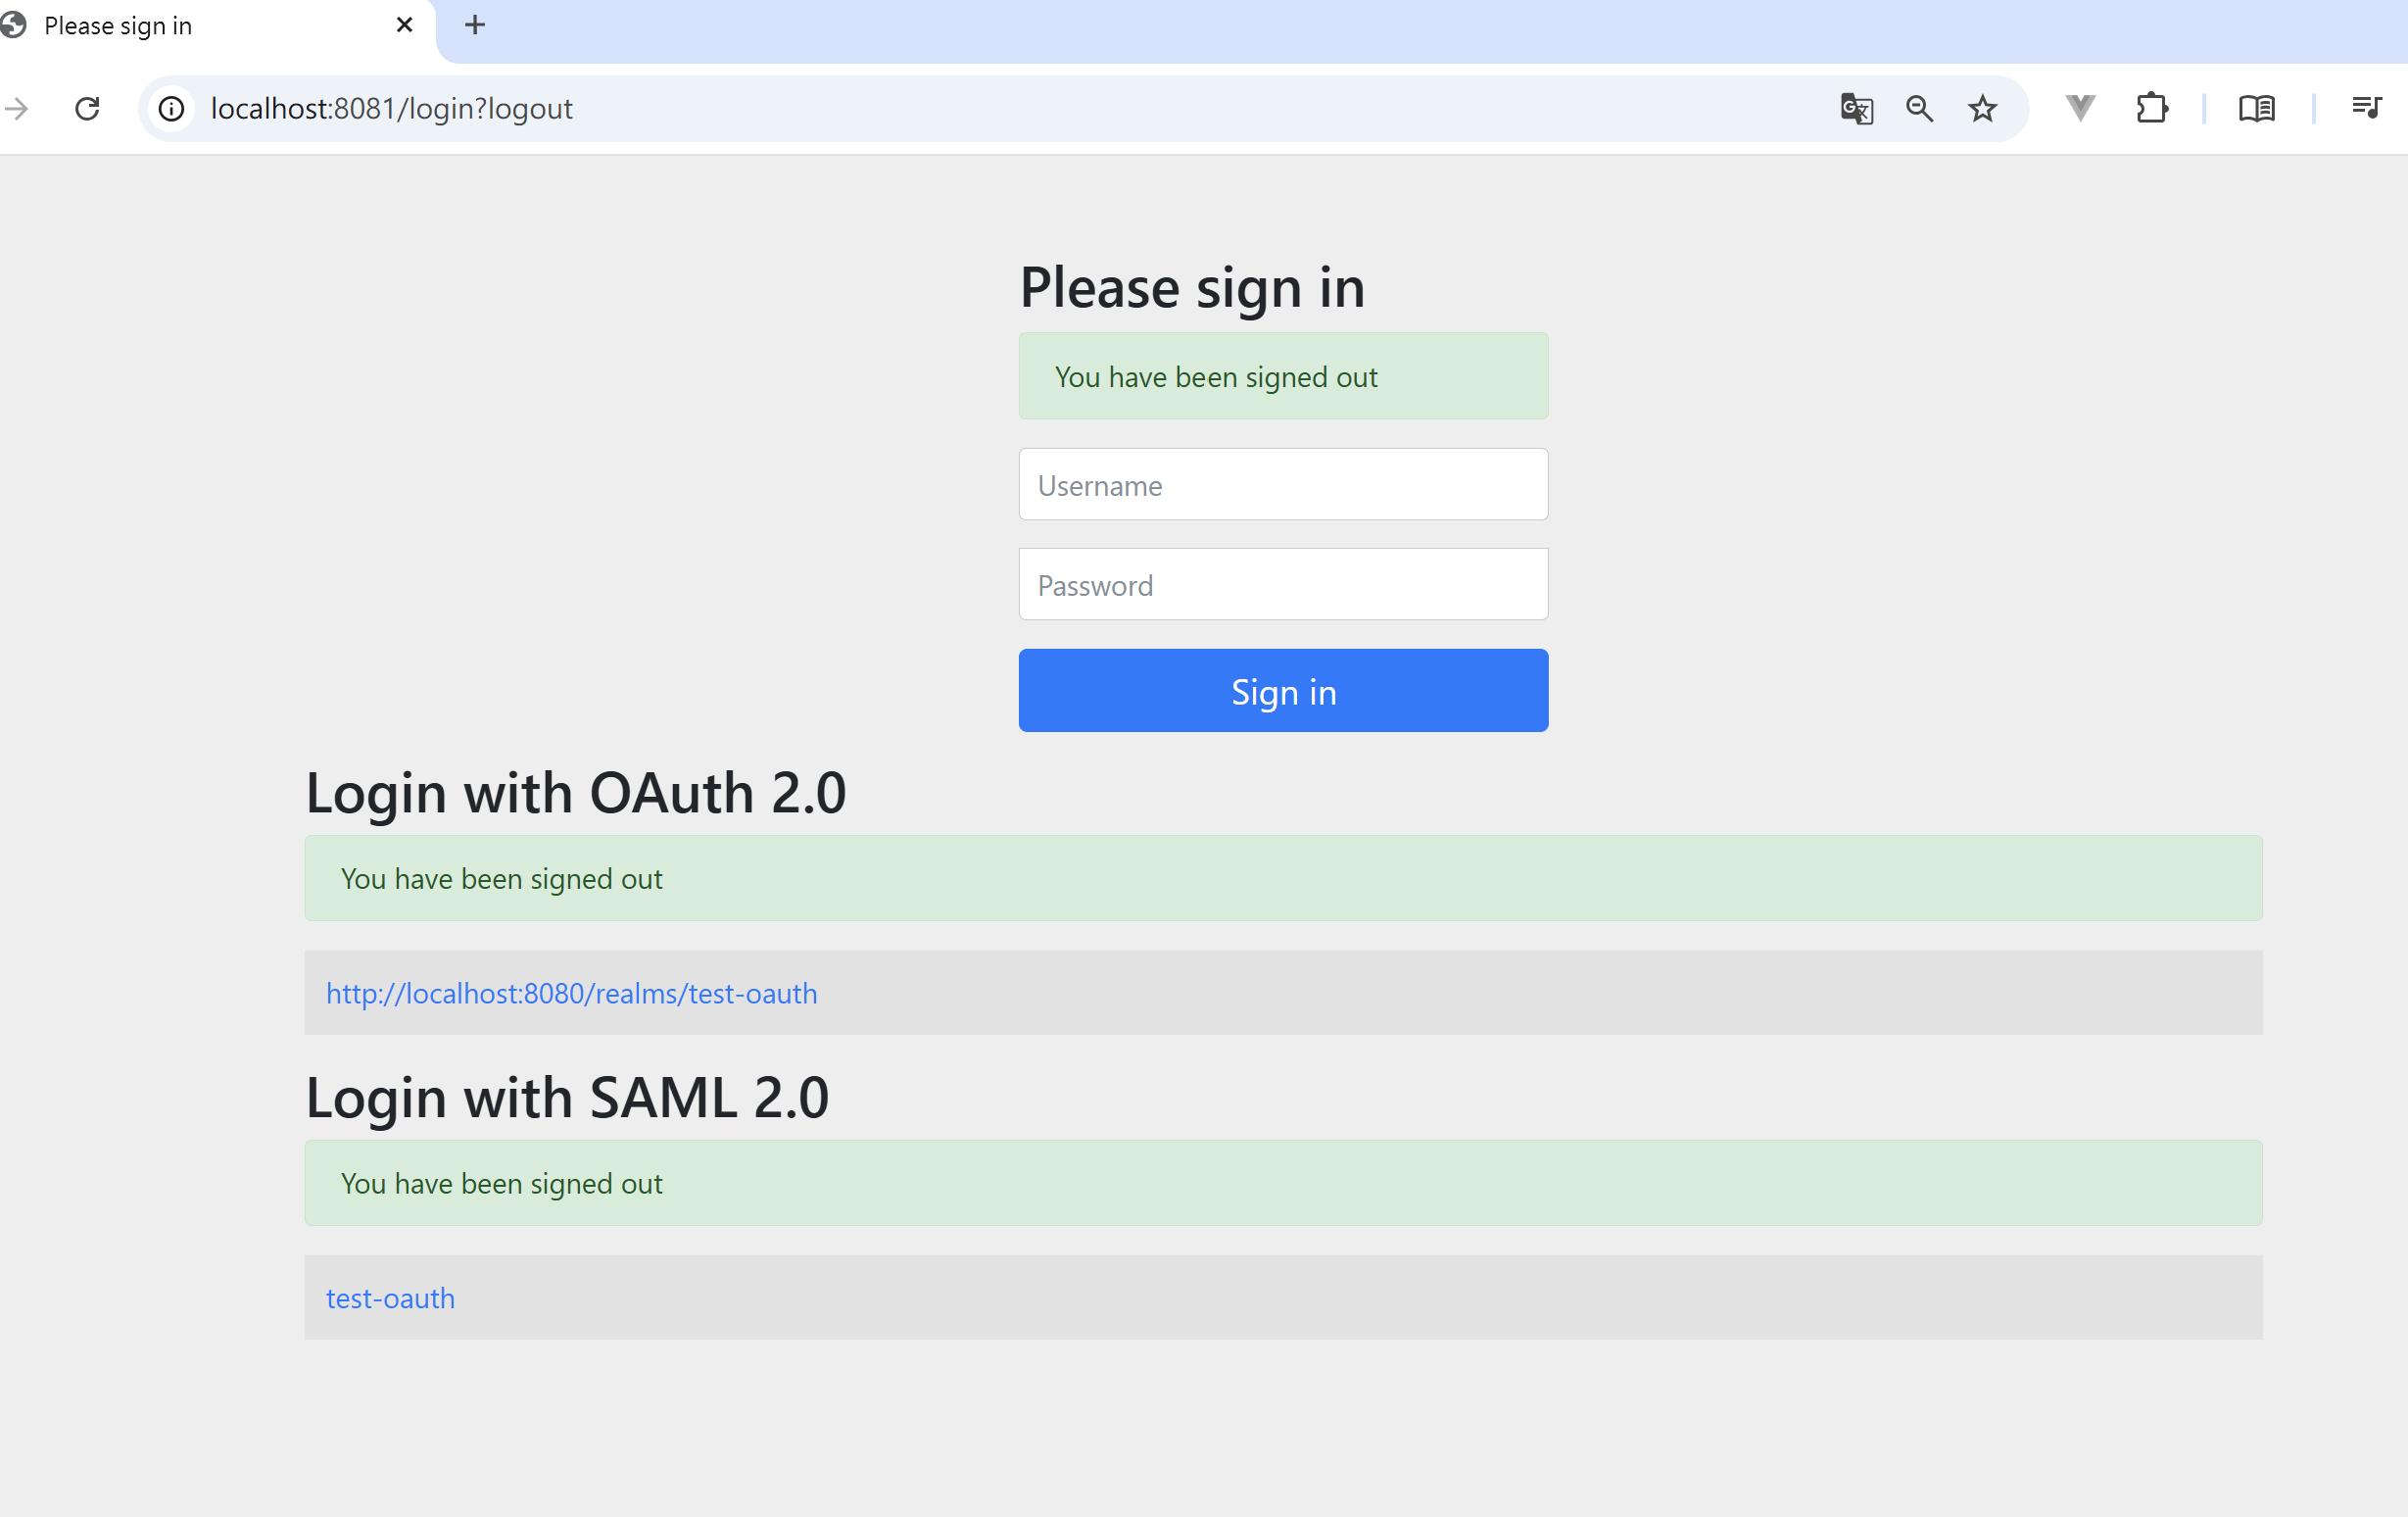 Please sign in
localhost:8081/login?logout
Please sign in
You have been signed out
Username
Password
Sign in
Login with OAuth 2.0
You have been signed out
http://localhost:8080/realms/test-oauth
Login with SAML 2.0
You have been signed out
test-oauth